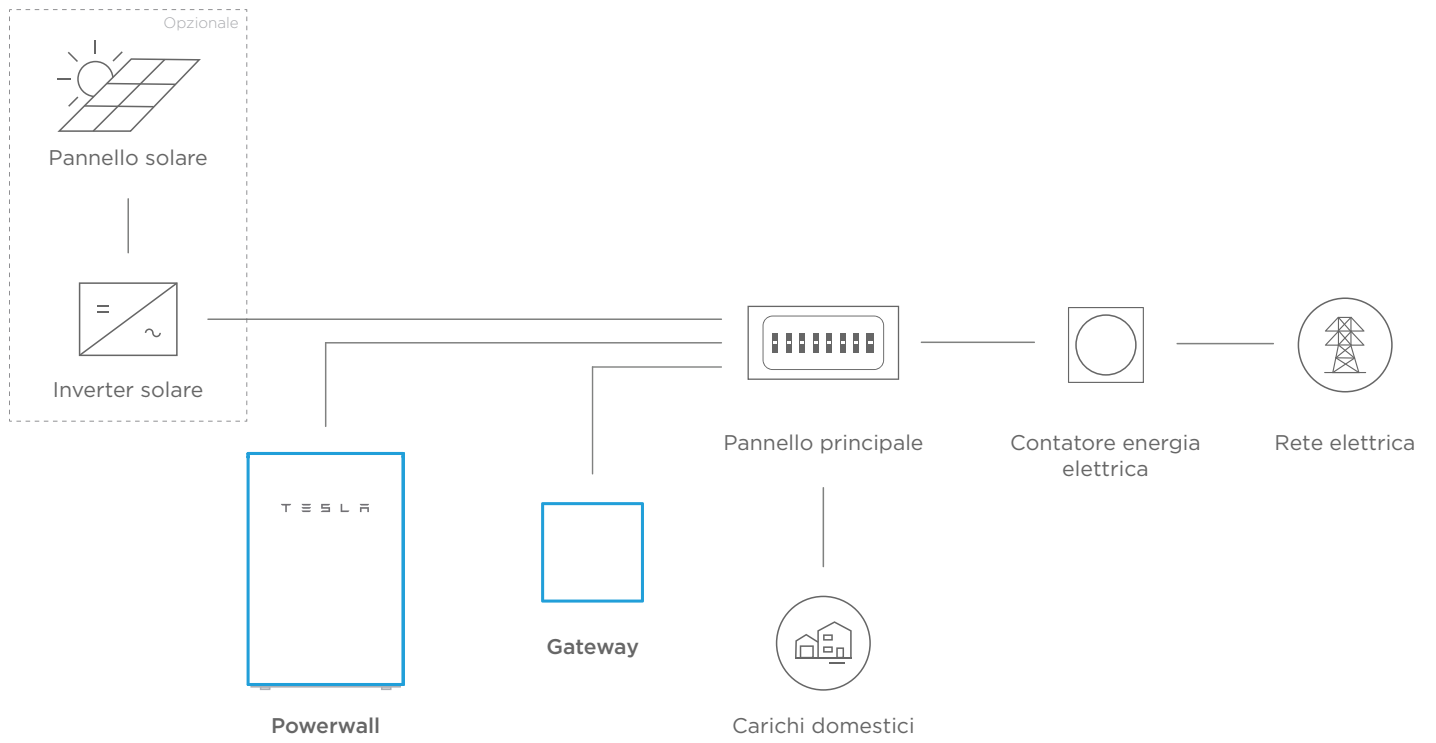 Opzionale
Pannello solare
Inverter solare
Pannello principale
Contatore energia
elettrica
Rete elettrica
TESLA
Gateway
Powerwall
Carichi domestici